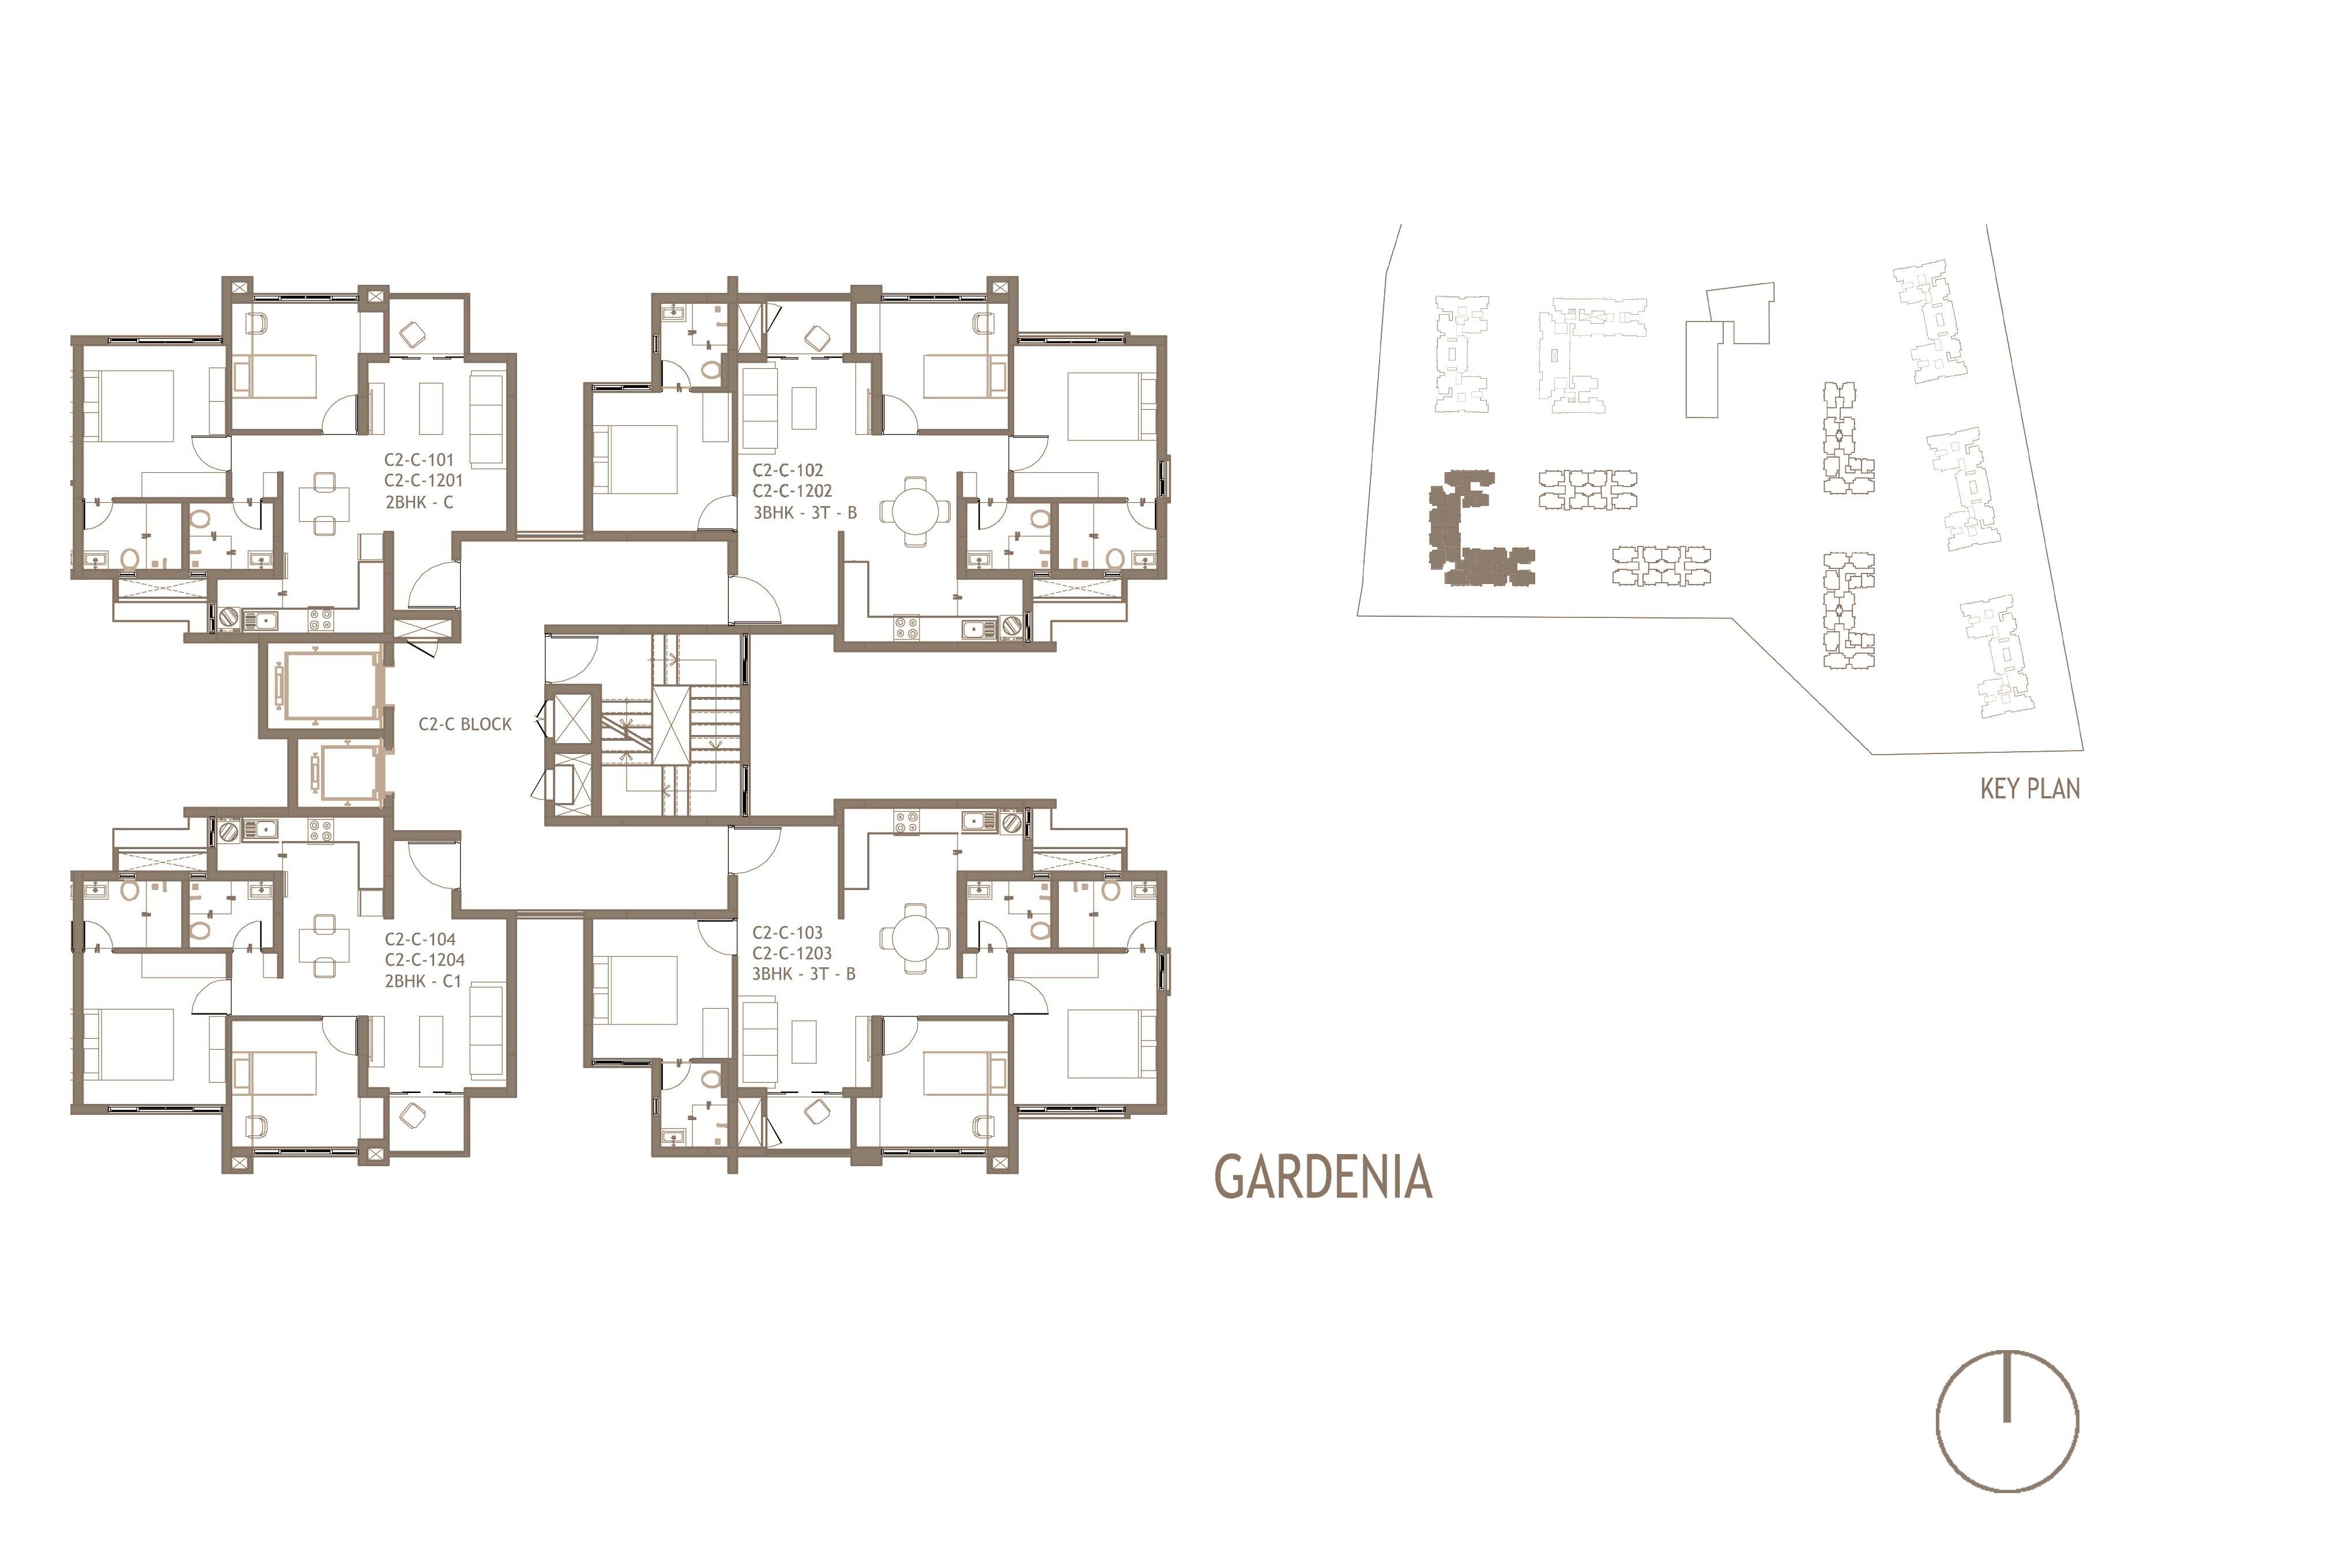 C2-C-101
C2-C-1201
2BHK - C
C2-C-102
C2-C-1202
3BHK - 3T - B
C2-C BLOCK
KEY PLAN
C2-C-104
C2-C-1204
2BHK - C1
C2-C-103
C2-C-1203
3BHK - 3T - B
GARDENIA